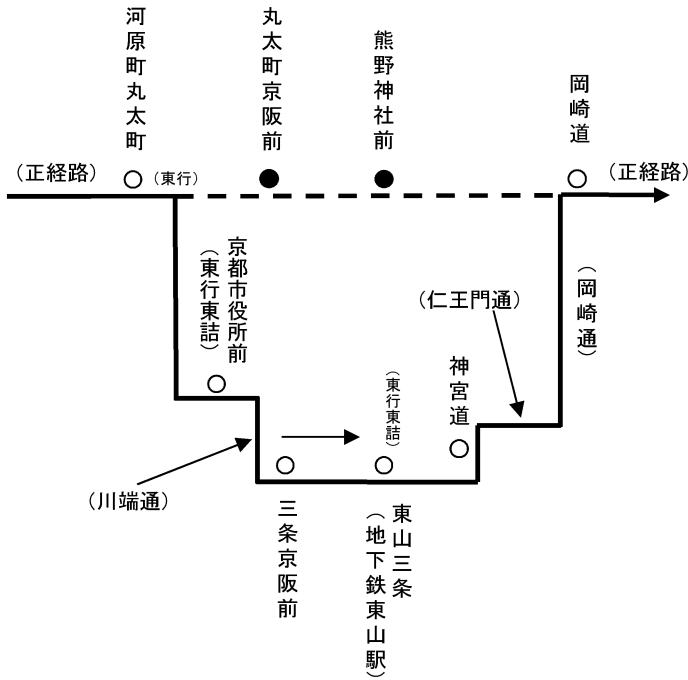 河原町丸太町
丸太町京阪前
熊野神社前
岡崎道
（正経路）
（東行）
（正経路）
京都市役所前
（東行東詰）
（岡崎通）
（仁王門通）
神宮道
（東行東詰）
（川端通）
三条京阪前
東山三条
（地下鉄東山駅）